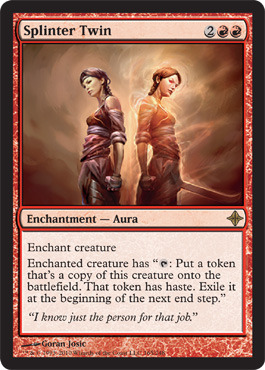 Splinter Twin 2
Enchantment — Aura
Enchant creature
Enchanted creature has “: Put a token
that’s a copy of this creature onto the
battlefield. That token has haste. Exile it
at the beginning of the next end step.”
“I know just the person for that job.”
Goran Josic